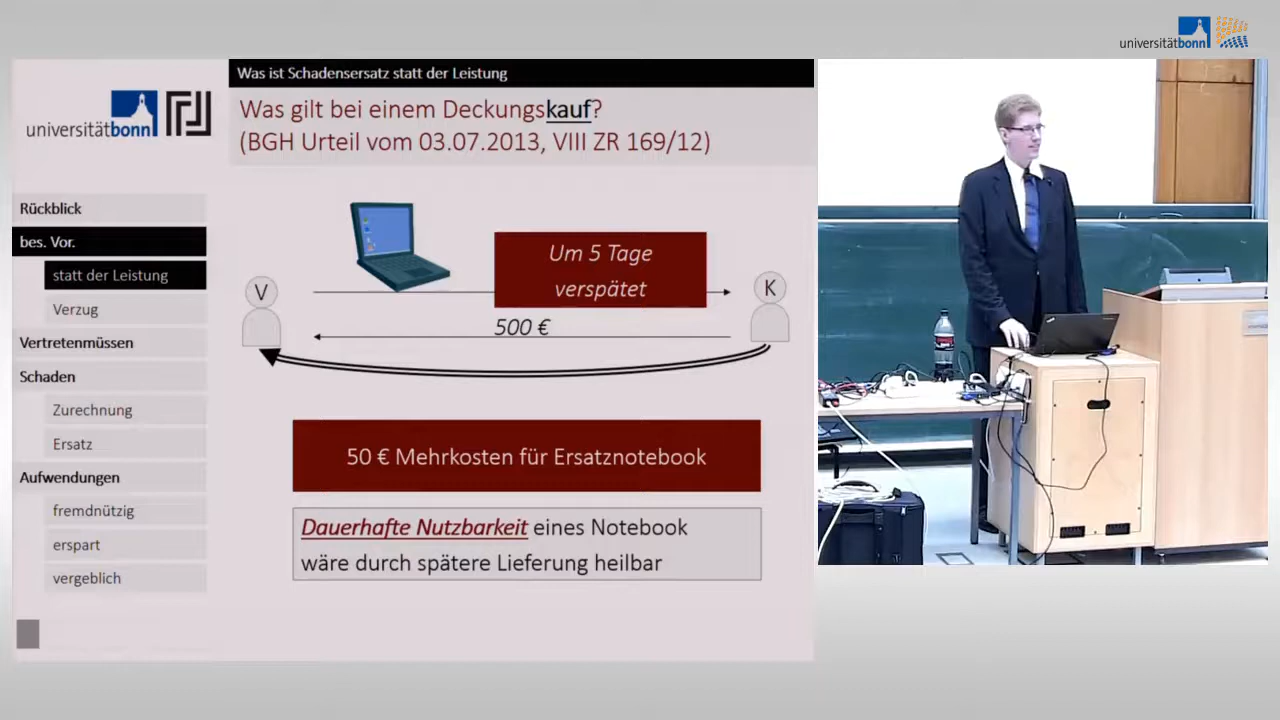 universitätbonn
Was ist Schadensersatz statt der Leistung
Was gilt bei einem Deckungskauf?
(BGH Urteil vom 03.07.2013, VIII ZR 169/12)
universitätbonn
Rückblick
bes. Vor.
statt der Leistung
Verzug
Vertretenmüssen
Schaden
Zurechnung
Ersatz
Aufwendungen
fremdnützig
erspart
vergeblich
Um 5 Tage
verspätet
V
K
500 €
50 € Mehrkosten für Ersatznotebook
Dauerhafte Nutzbarkeit eines Notebook
wäre durch spätere Lieferung heilbar